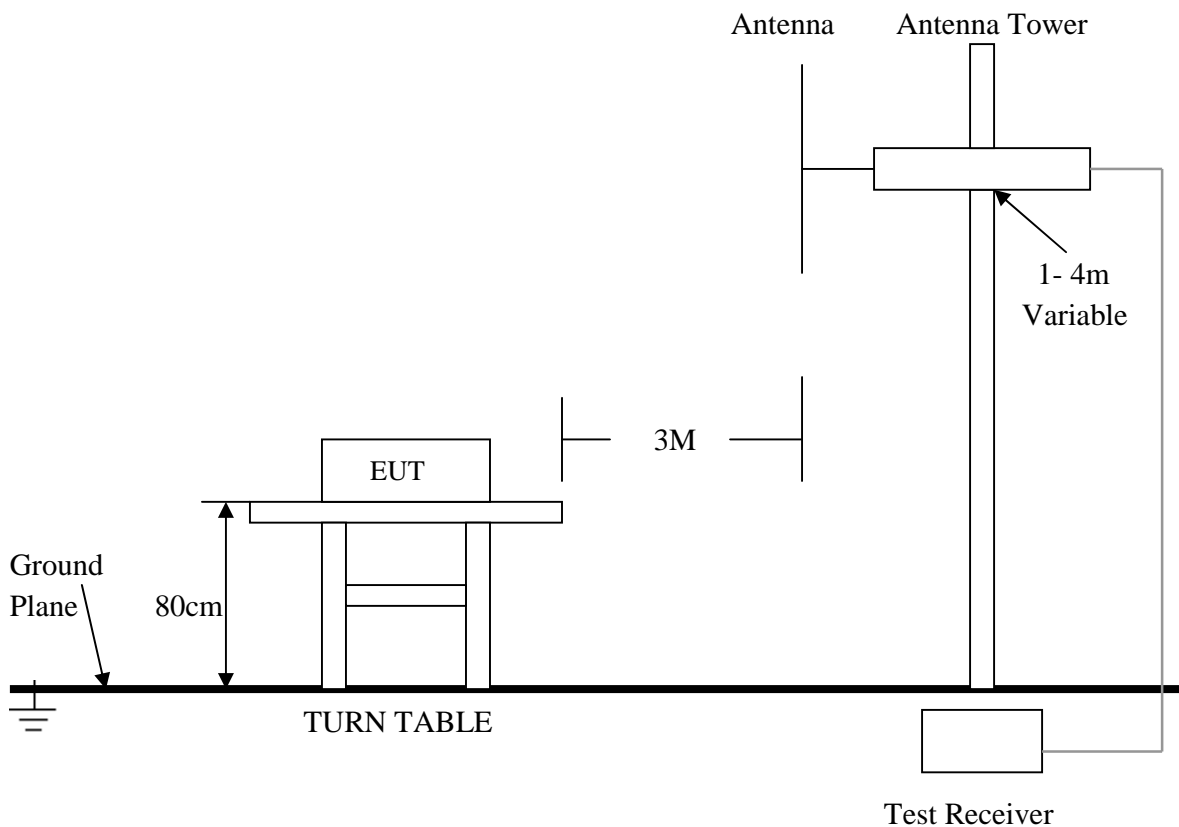 Antenna
Antenna Tower
1- 4m
Variable
3M
EUT
Ground
Plane
80cm
TURN TABLE
Test Receiver